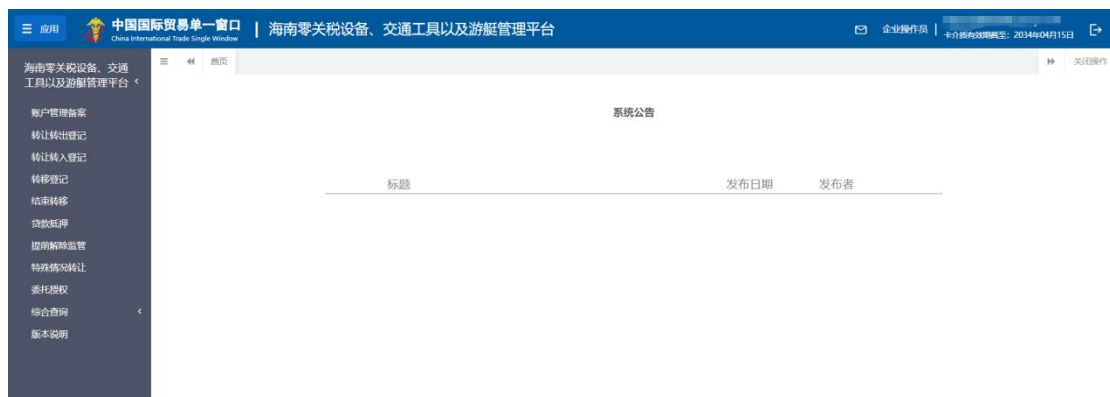 应用
中国国际贸易单一窗口
China International Trade Single Window
海南零关税设备、交通工具以及游艇管理平台
企业操作员
卡介质有效期截至：2034年04月15日
海南零关税设备、交通
工具以及游艇管理平台
首页
关闭操作
账户管理备案
转让转出登记
转让转入登记
转移登记
结束转移
贷款抵押
提前解除监管
特殊情况转让
委托授权
综合查询
版本说明
系统公告
标题 发布日期 发布者